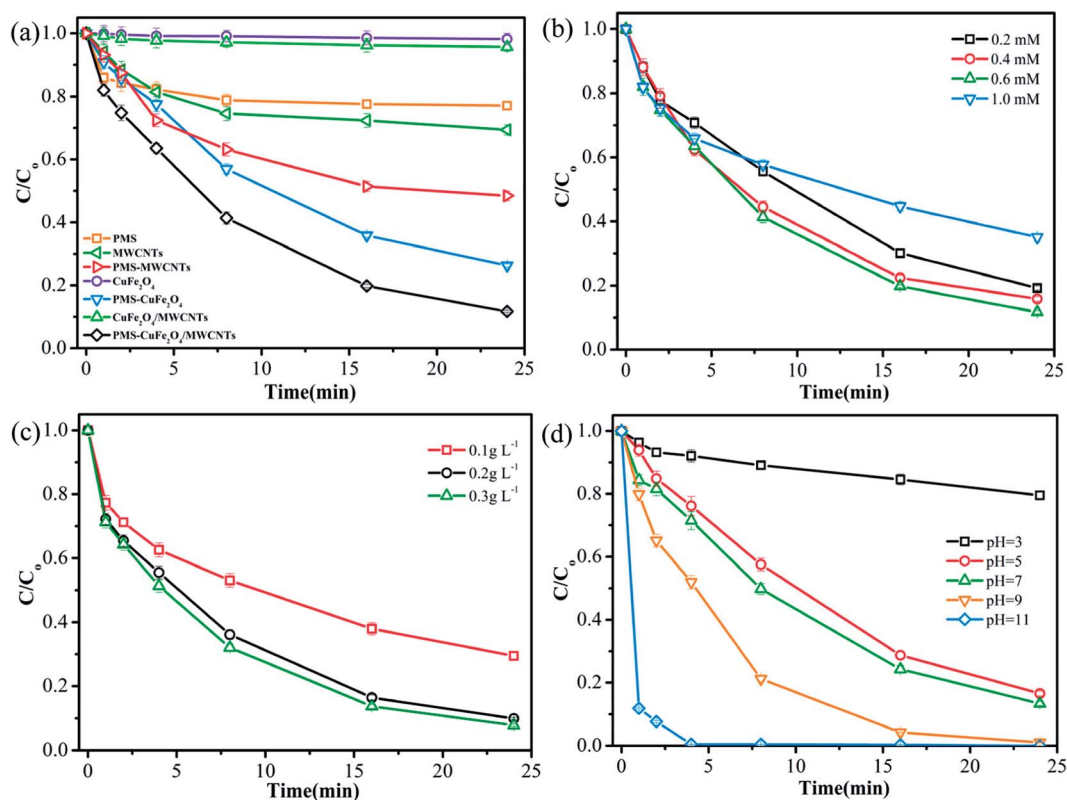 (a)
1.0
0.8
0.6
0.4
0.2
0.0
C/Co
PMS
MWCNTs
PMS-MWCNTs
CuFe2O4
PMS-CuFe2O4
CuFe2O4/MWCNTs
PMS-CuFe2O4/MWCNTs
0 5 10 15 20 25
Time(min)
(b)
1.0
0.8
0.6
0.4
0.2
0.0
C/Co
0.2 mM
0.4 mM
0.6 mM
1.0 mM
0 5 10 15 20 25
Time(min)
(c)
1.0
0.8
0.6
0.4
0.2
0.0
C/Co
0.1g L-1
0.2g L-1
0.3g L-1
0 5 10 15 20 25
Time(min)
(d)
1.0
0.8
0.6
0.4
0.2
0.0
C/Co
pH=3
pH=5
pH=7
pH=9
pH=11
0 5 10 15 20 25
Time(min)